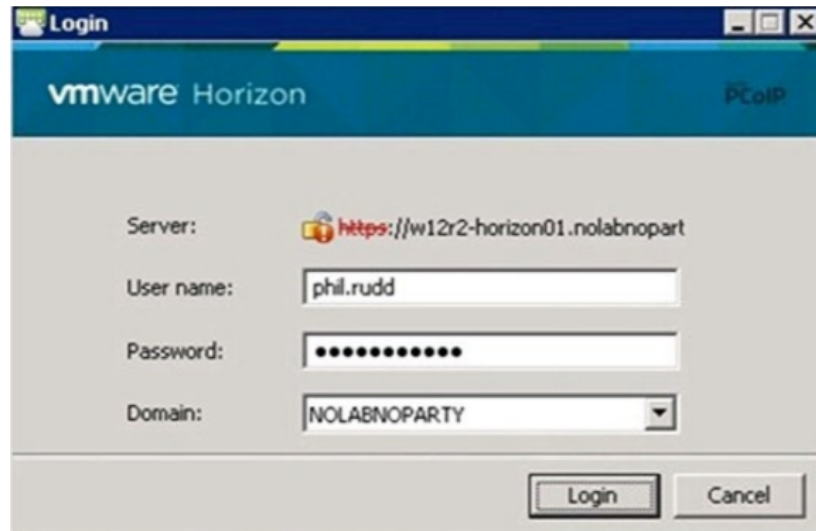 Login
vmware Horizon
PCoIP
Server: https://w12r2-horizon01.nolabnopart
User name: phil.rudd
Password: •••••••••••
Domain: NOLABNOPARTY
Login Cancel